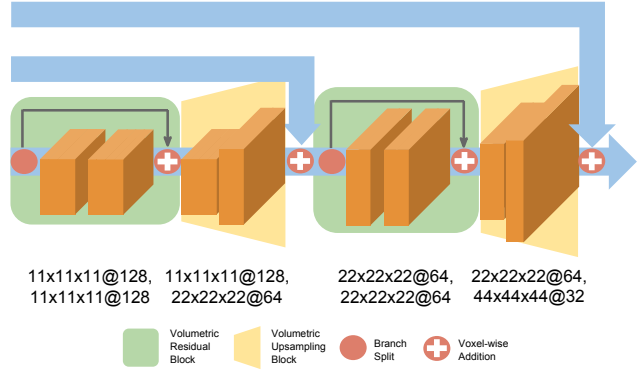 11x11x11@128, 11x11x11@128, 22x22x22@64, 22x22x22@64,
11x11x11@128 22x22x22@64 22x22x22@64 44x44x44@32
Volumetric Residual Block
Volumetric Upsampling Block
Branch Split
Voxel-wise Addition